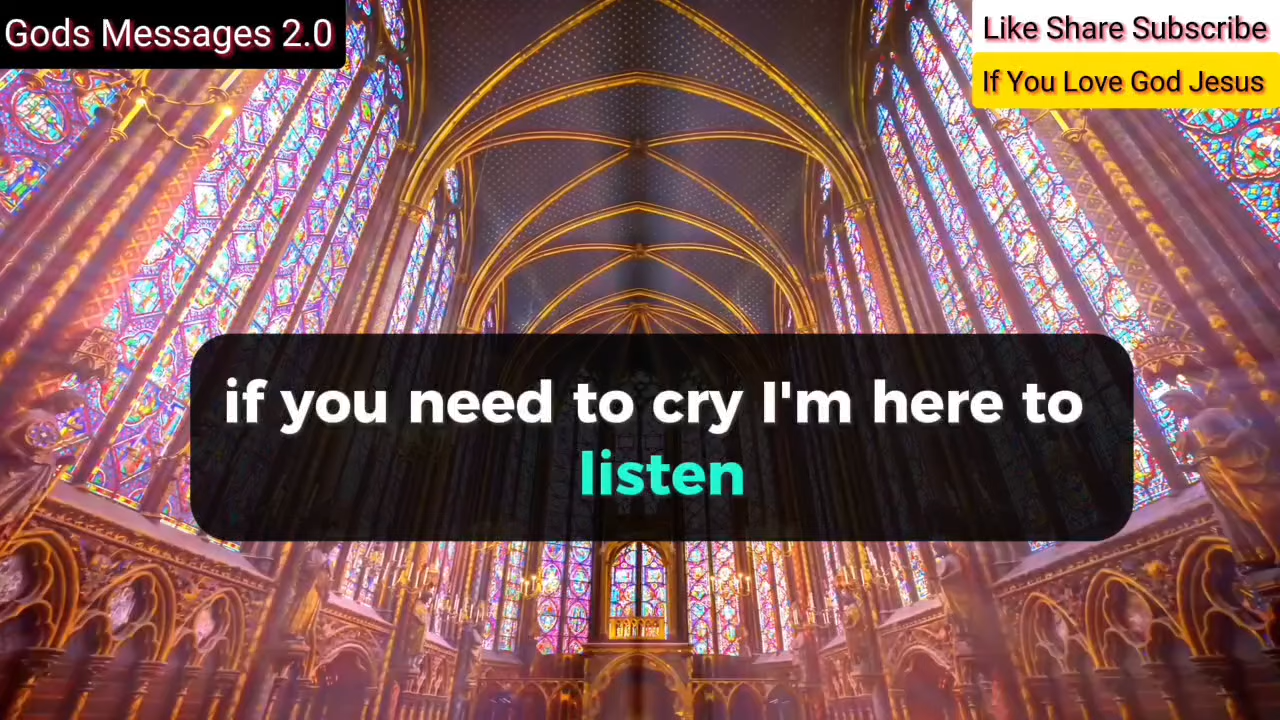 Gods Messages 2.0
Like Share Subscribe
If You Love God Jesus
if you need to cry I'm here to
listen